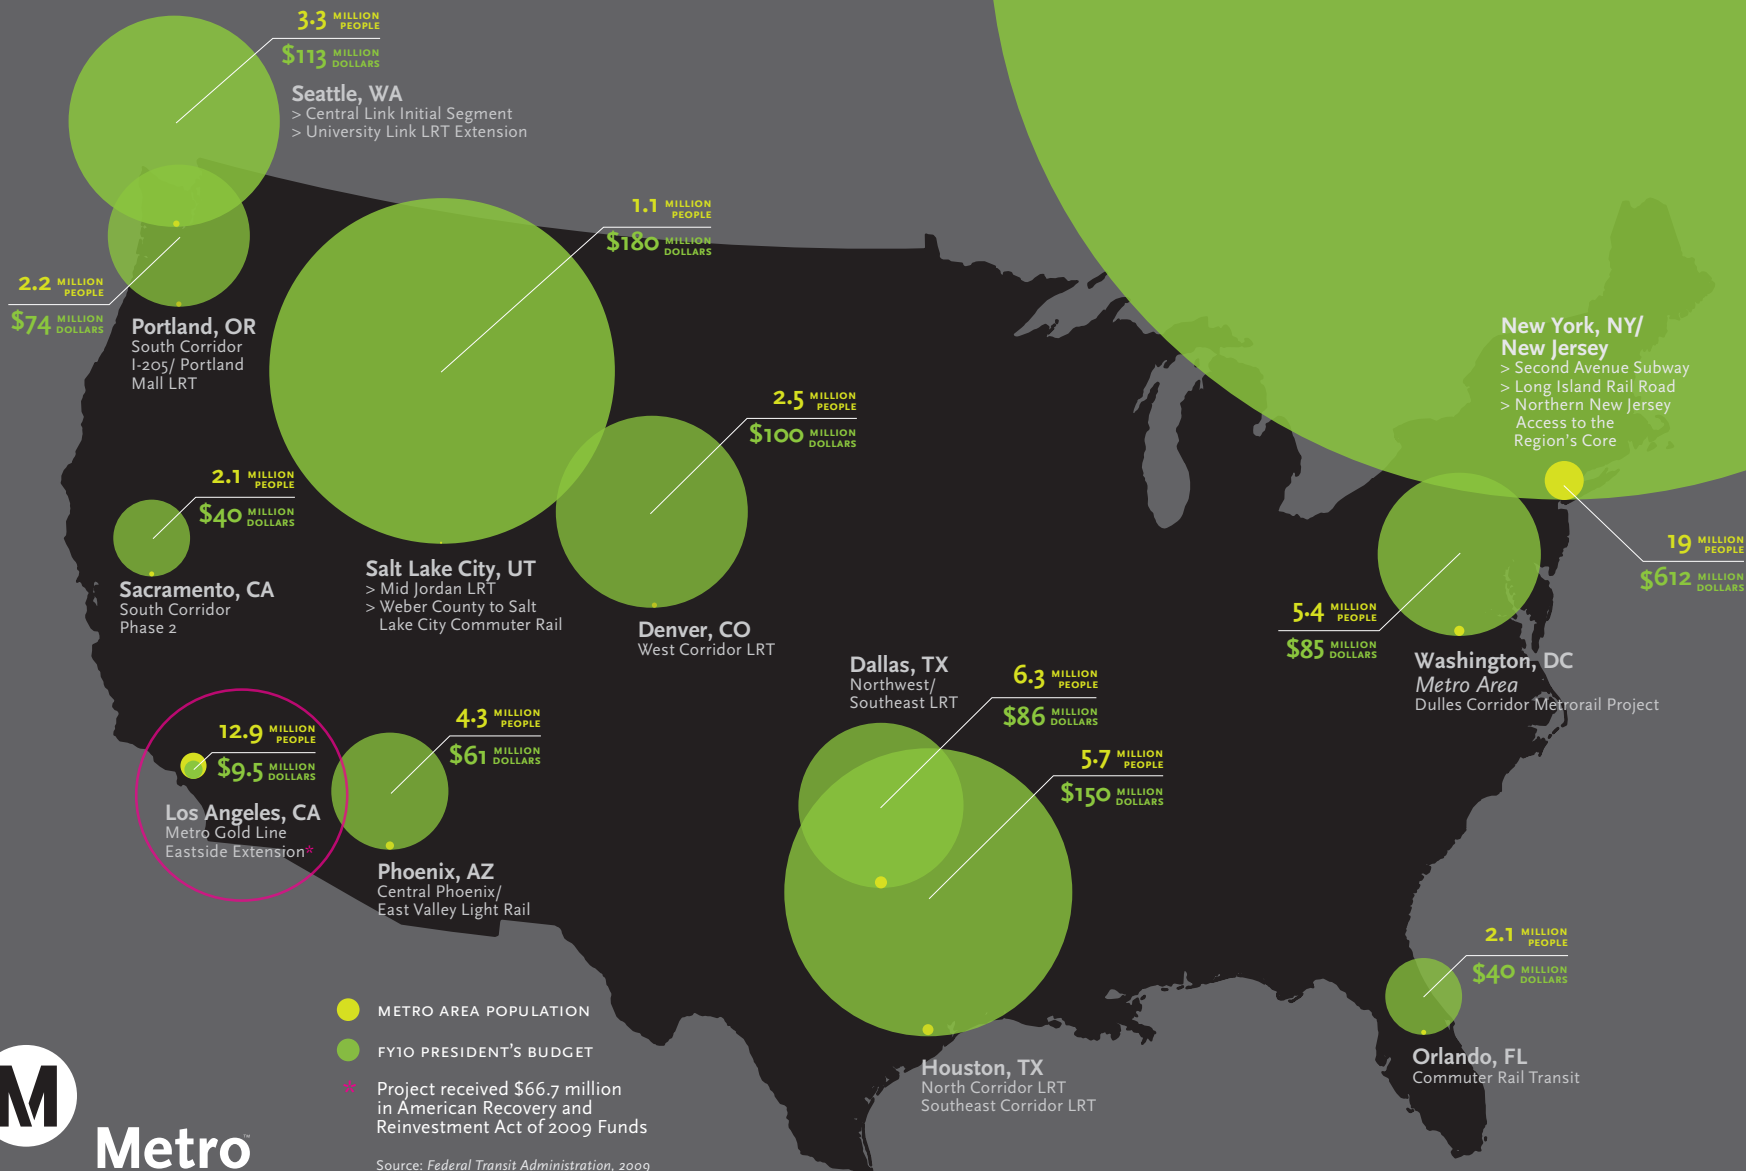 3.3 MILLION PEOPLE
$113 MILLION DOLLARS
Seattle, WA
> Central Link Initial Segment
> University Link LRT Extension
2.2 MILLION PEOPLE
$74 MILLION DOLLARS
Portland, OR
South Corridor
I-205/ Portland
Mall LRT
1.1 MILLION PEOPLE
$180 MILLION DOLLARS
Salt Lake City, UT
> Mid Jordan LRT
> Weber County to Salt
Lake City Commuter Rail
2.5 MILLION PEOPLE
$100 MILLION DOLLARS
Denver, CO
West Corridor LRT
2.1 MILLION PEOPLE
$40 MILLION DOLLARS
Sacramento, CA
South Corridor
Phase 2
New York, NY/
New Jersey
> Second Avenue Subway
> Long Island Rail Road
> Northern New Jersey
Access to the
Region's Core
19 MILLION PEOPLE
$612 MILLION DOLLARS
5.4 MILLION PEOPLE
$85 MILLION DOLLARS
Washington, DC
Metro Area
Dulles Corridor Metrorail Project
Dallas, TX
Northwest/
Southeast LRT
6.3 MILLION PEOPLE
$86 MILLION DOLLARS
5.7 MILLION PEOPLE
$150 MILLION DOLLARS
Houston, TX
North Corridor LRT
Southeast Corridor LRT
12.9 MILLION PEOPLE
$9.5 MILLION DOLLARS
Los Angeles, CA
Metro Gold Line
Eastside Extension*
4.3 MILLION PEOPLE
$61 MILLION DOLLARS
Phoenix, AZ
Central Phoenix/
East Valley Light Rail
2.1 MILLION PEOPLE
$40 MILLION DOLLARS
Orlando, FL
Commuter Rail Transit
METRO AREA POPULATION
FY10 PRESIDENT'S BUDGET
* Project received $66.7 million
in American Recovery and
Reinvestment Act of 2009 Funds
Source: Federal Transit Administration, 2009
M
Metro™